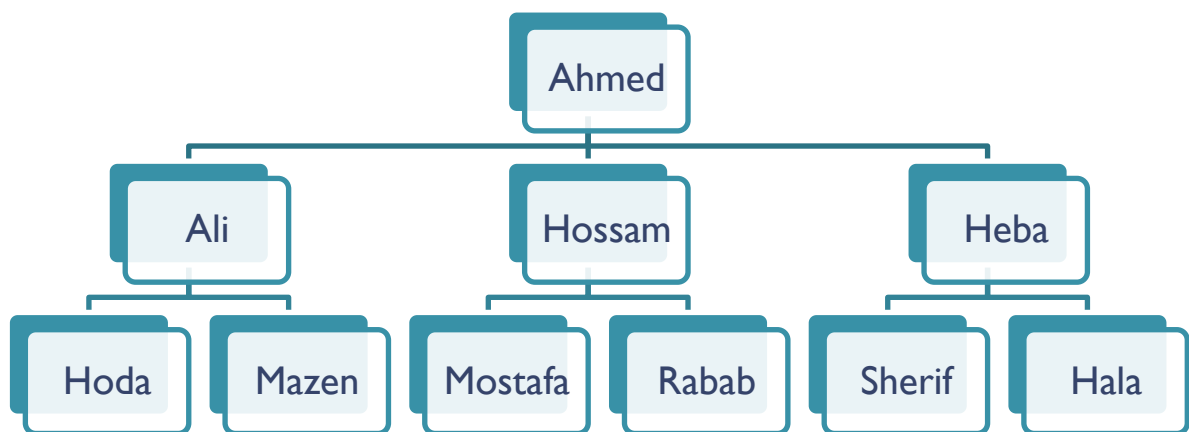 Ahmed
Ali
Hossam
Heba
Hoda
Mazen
Mostafa
Rabab
Sherif
Hala